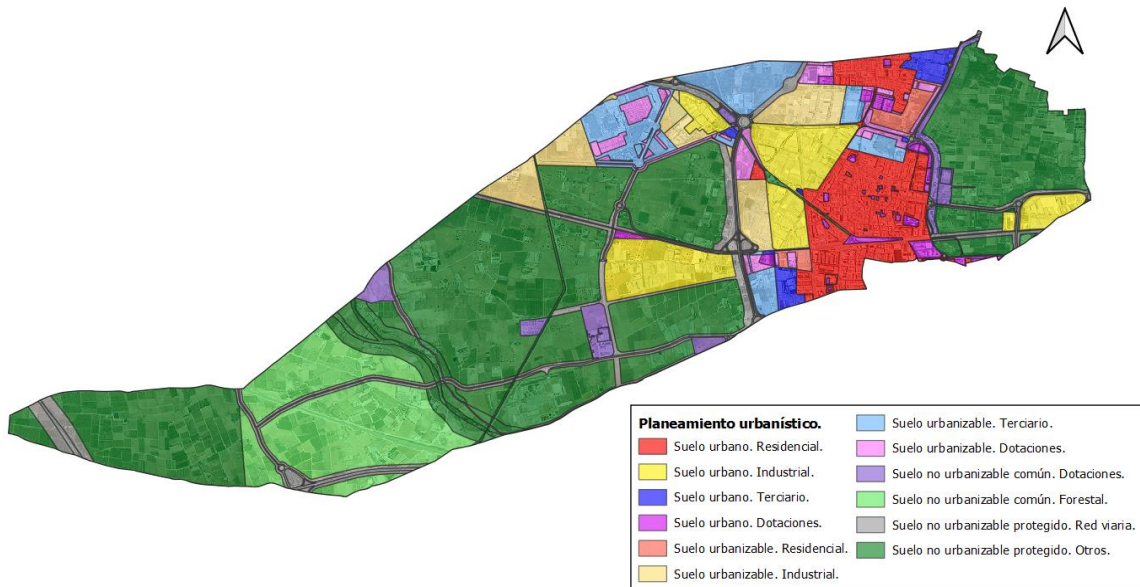 Planeamiento urbanístico.
Suelo urbano. Residencial.
Suelo urbano. Industrial.
Suelo urbano. Terciario.
Suelo urbano. Dotaciones.
Suelo urbanizable. Residencial.
Suelo urbanizable. Industrial.
Suelo urbanizable. Terciario.
Suelo urbanizable. Dotaciones.
Suelo no urbanizable común. Dotaciones.
Suelo no urbanizable común. Forestal.
Suelo no urbanizable protegido. Red viaria.
Suelo no urbanizable protegido. Otros.